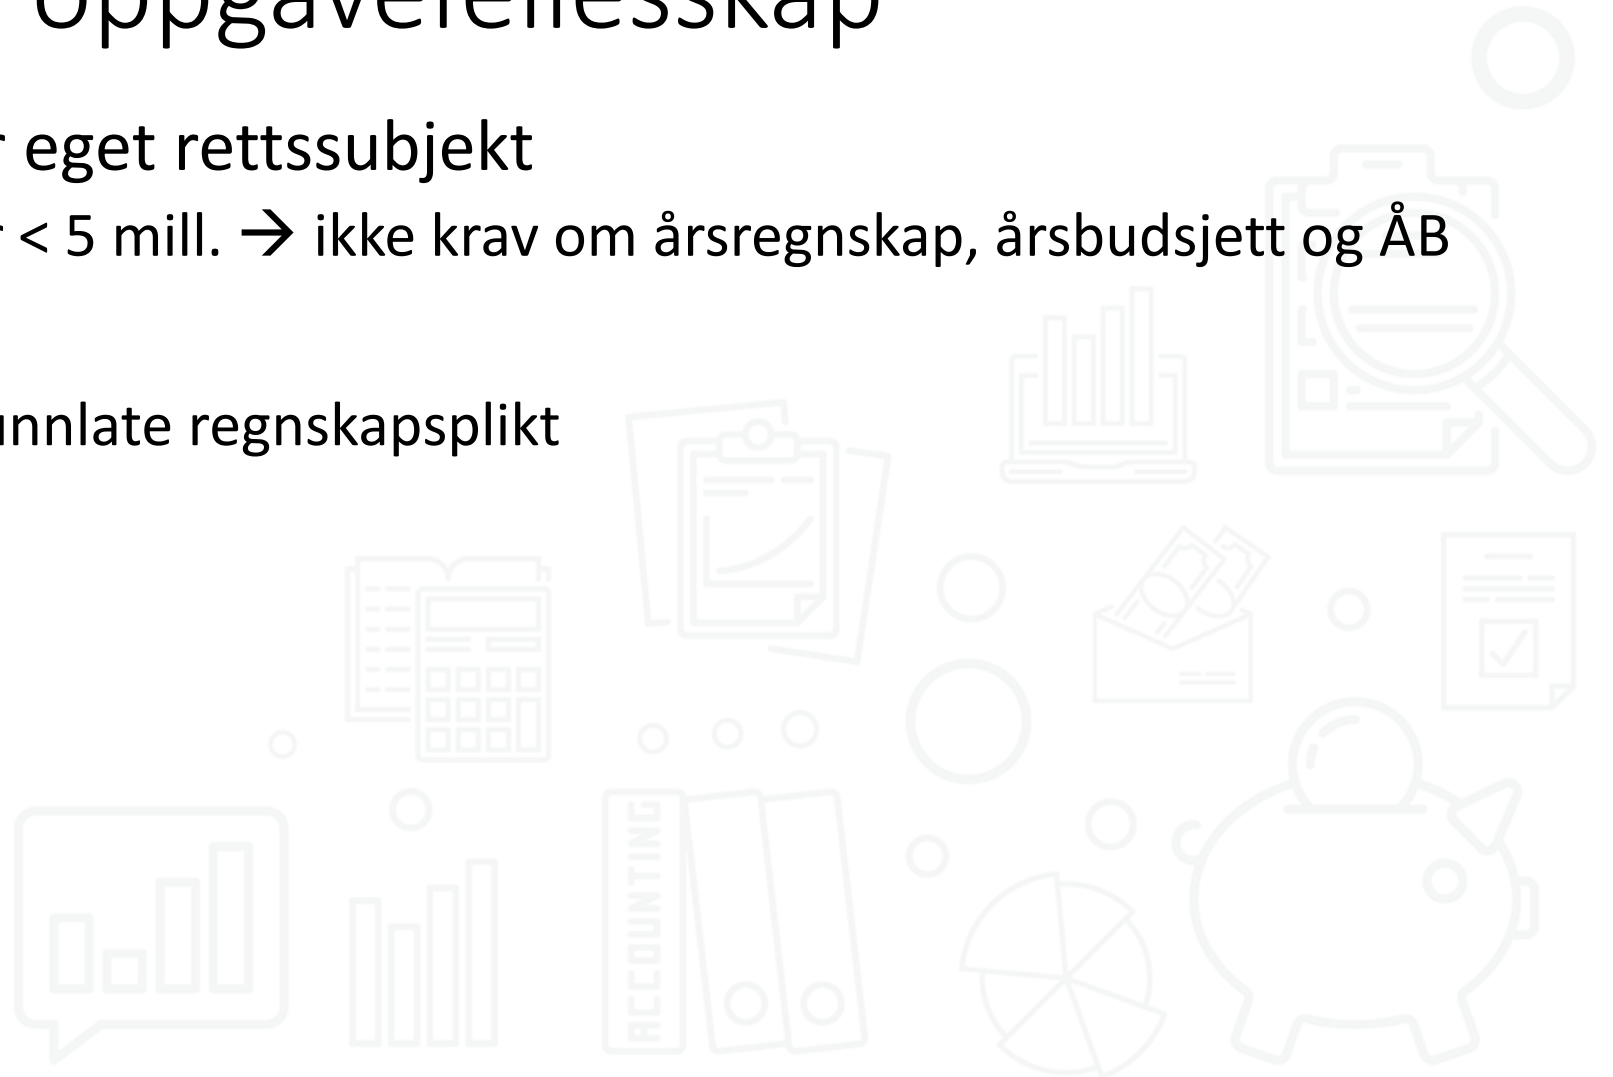 oppgavefellesskap
eget rettssubjekt
< 5 mill. → ikke krav om årsregnskap, årsbudsjett og ÅB
unnlate regnskapsplikt
ACCOUNTING